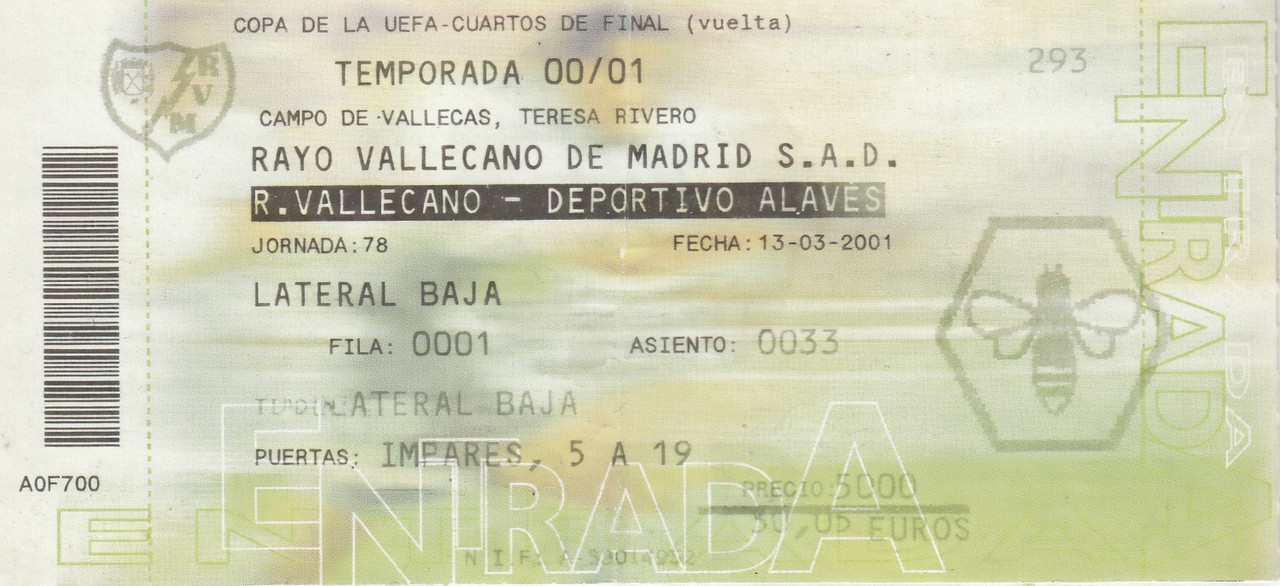 COPA DE LA UEFA-CUARTOS DE FINAL (vuelta)
RVM
293
TEMPORADA 00/01
CAMPO DE VALLECAS, TERESA RIVERO
RAYO VALLECANO DE MADRID S.A.D.
R.VALLECANO - DEPORTIVO ALAVÉS
JORNADA:78 FECHA:13-03-2001
LATERAL BAJA
FILA: 0001 ASIENTO: 0033
LATERAL BAJA
PUERTAS: IMPARES, 5 A 19
A0F700
PRECIO:5000
30,05 EUROS
N.I.F: 
ENTRADA
ENTRADA
ENTRADA